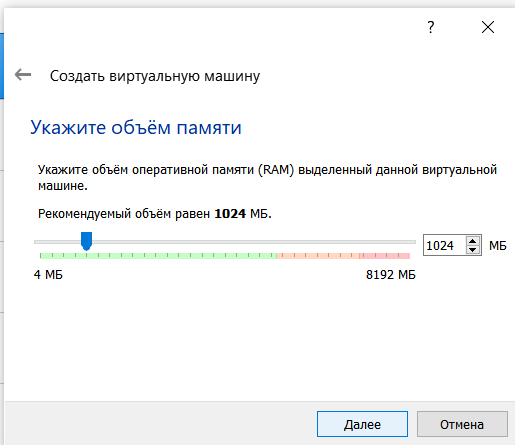 ?
Создать виртуальную машину
Укажите объём памяти
Укажите объём оперативной памяти (RAM) выделенный данной виртуальной
машине.
Рекомендуемый объём равен 1024 МБ.
1024 МБ
4 МБ 8192 МБ
Далее Отмена